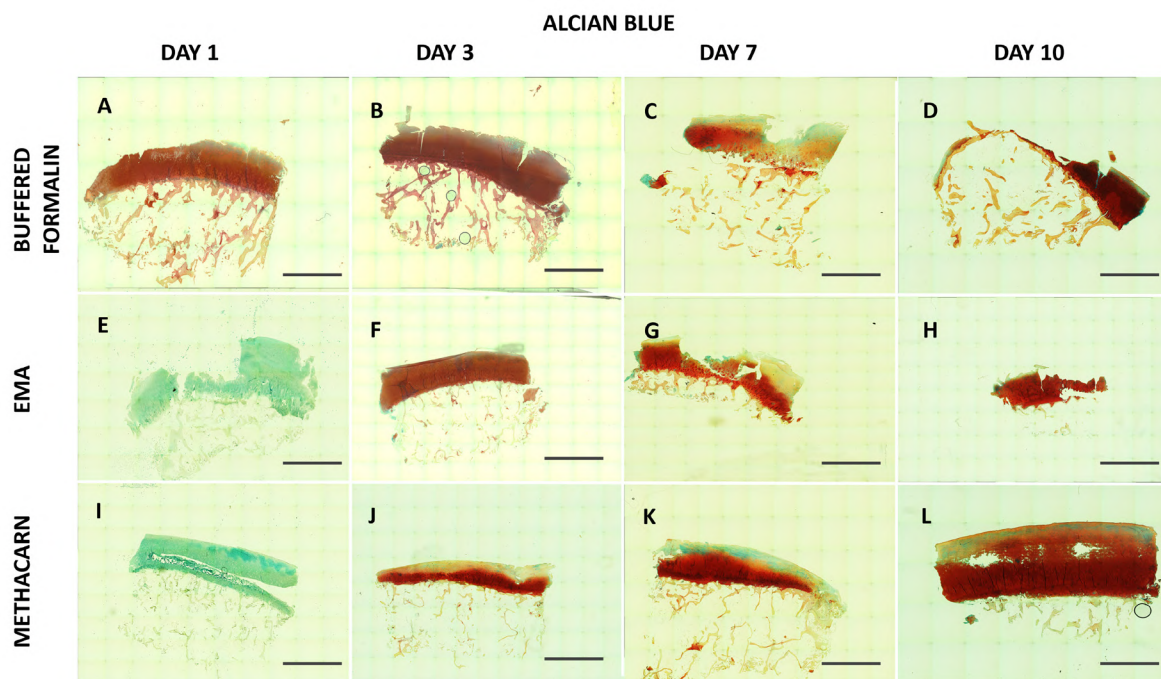 ALCIAN BLUE
DAY 1 DAY 3 DAY 7 DAY 10
BUFFERED
FORMALIN
A B C D
EMA
E F G H
METHACARN
I J K L